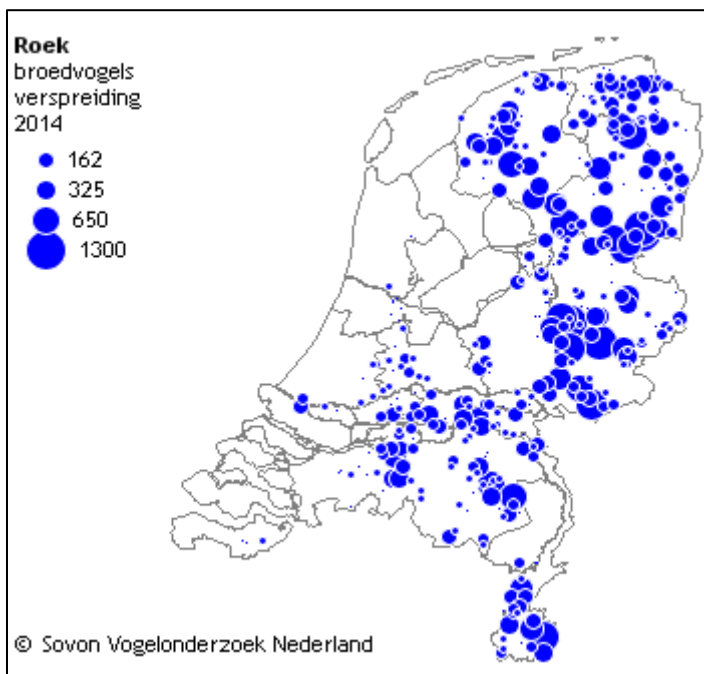 Roek
broedvogels
verspreiding
2014
162
325
650
1300
© Sovon Vogelonderzoek Nederland